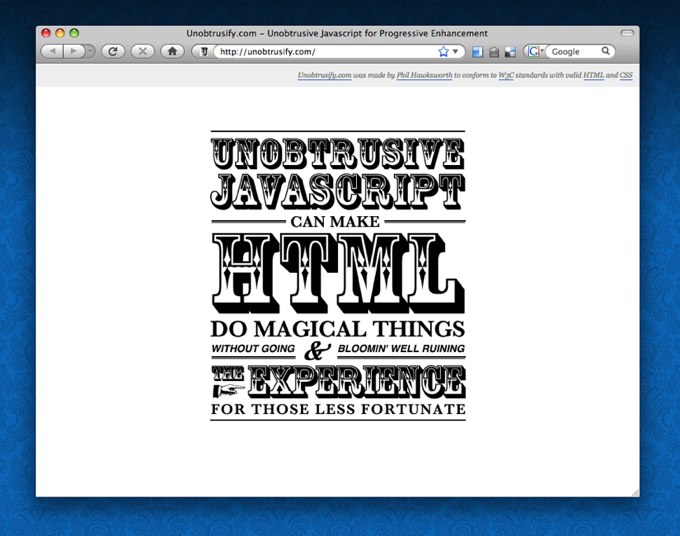 Unobtrusify.com – Unobtrusive Javascript for Progressive Enhancement
http://unobtrusify.com/
Google
Unobtrusify.com was made by Phil Hawksworth to conform to W3C standards with valid HTML and CSS
UNOBTRUSIVE
JAVASCRIPT
CAN MAKE
HTML
DO MAGICAL THINGS
WITHOUT GOING & BLOOMIN' WELL RUINING
THE EXPERIENCE
FOR THOSE LESS FORTUNATE